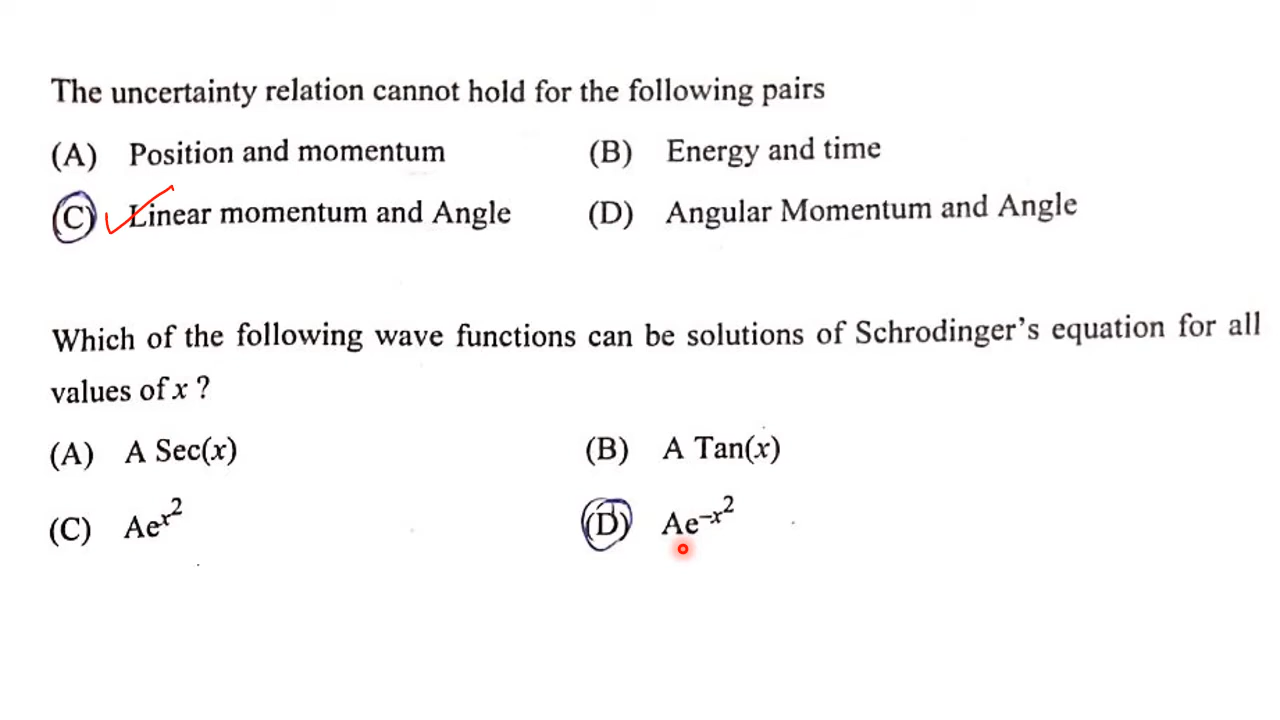 The uncertainty relation cannot hold for the following pairs
(A) Position and momentum (B) Energy and time
(C) Linear momentum and Angle (D) Angular Momentum and Angle
Which of the following wave functions can be solutions of Schrodinger's equation for all
values of x ?
(A) A Sec(x) (B) A Tan(x)
(C) Ae^x² (D) Ae^–x²